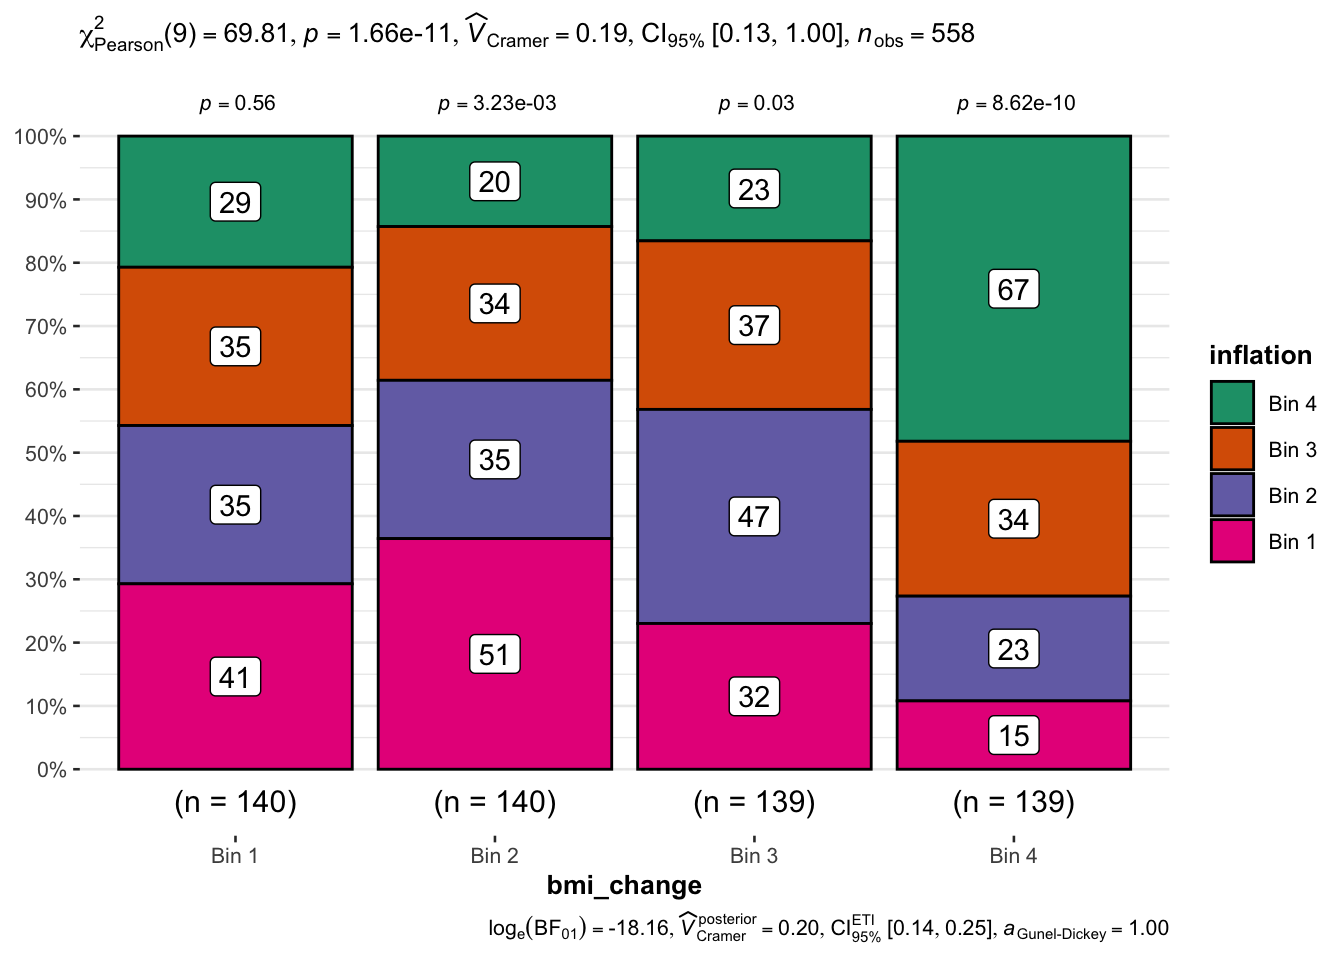 χ²Pearson(9) = 69.81, p = 1.66e-11, V̂Cramer = 0.19, CI95% [0.13, 1.00], nobs = 558
p = 0.56 p = 3.23e-03 p = 0.03 p = 8.62e-10
100%
90%
80%
70%
60%
50%
40%
30%
20%
10%
0%
29
35
35
41
20
34
35
51
23
37
47
32
67
34
23
15
(n = 140) (n = 140) (n = 139) (n = 139)
Bin 1 Bin 2 Bin 3 Bin 4
bmi_change
inflation
Bin 4
Bin 3
Bin 2
Bin 1
loge(BF01) = -18.16, V̂Cramer posterior = 0.20, CI95% ETI [0.14, 0.25], aGunel-Dickey = 1.00